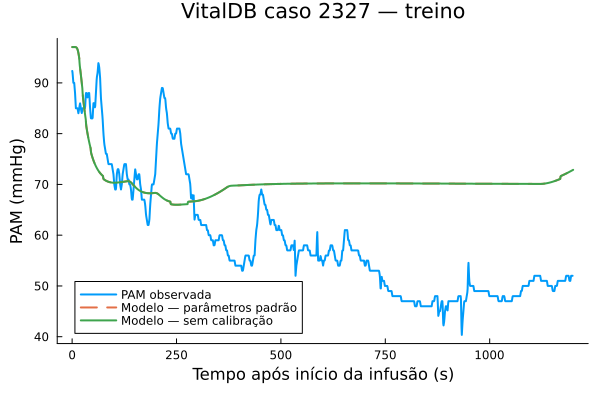 VitalDB caso 2327 — treino
PAM (mmHg)
90
80
70
60
50
40
PAM observada
Modelo — parâmetros padrão
Modelo — sem calibração
0
250
500
750
1000
Tempo após início da infusão (s)